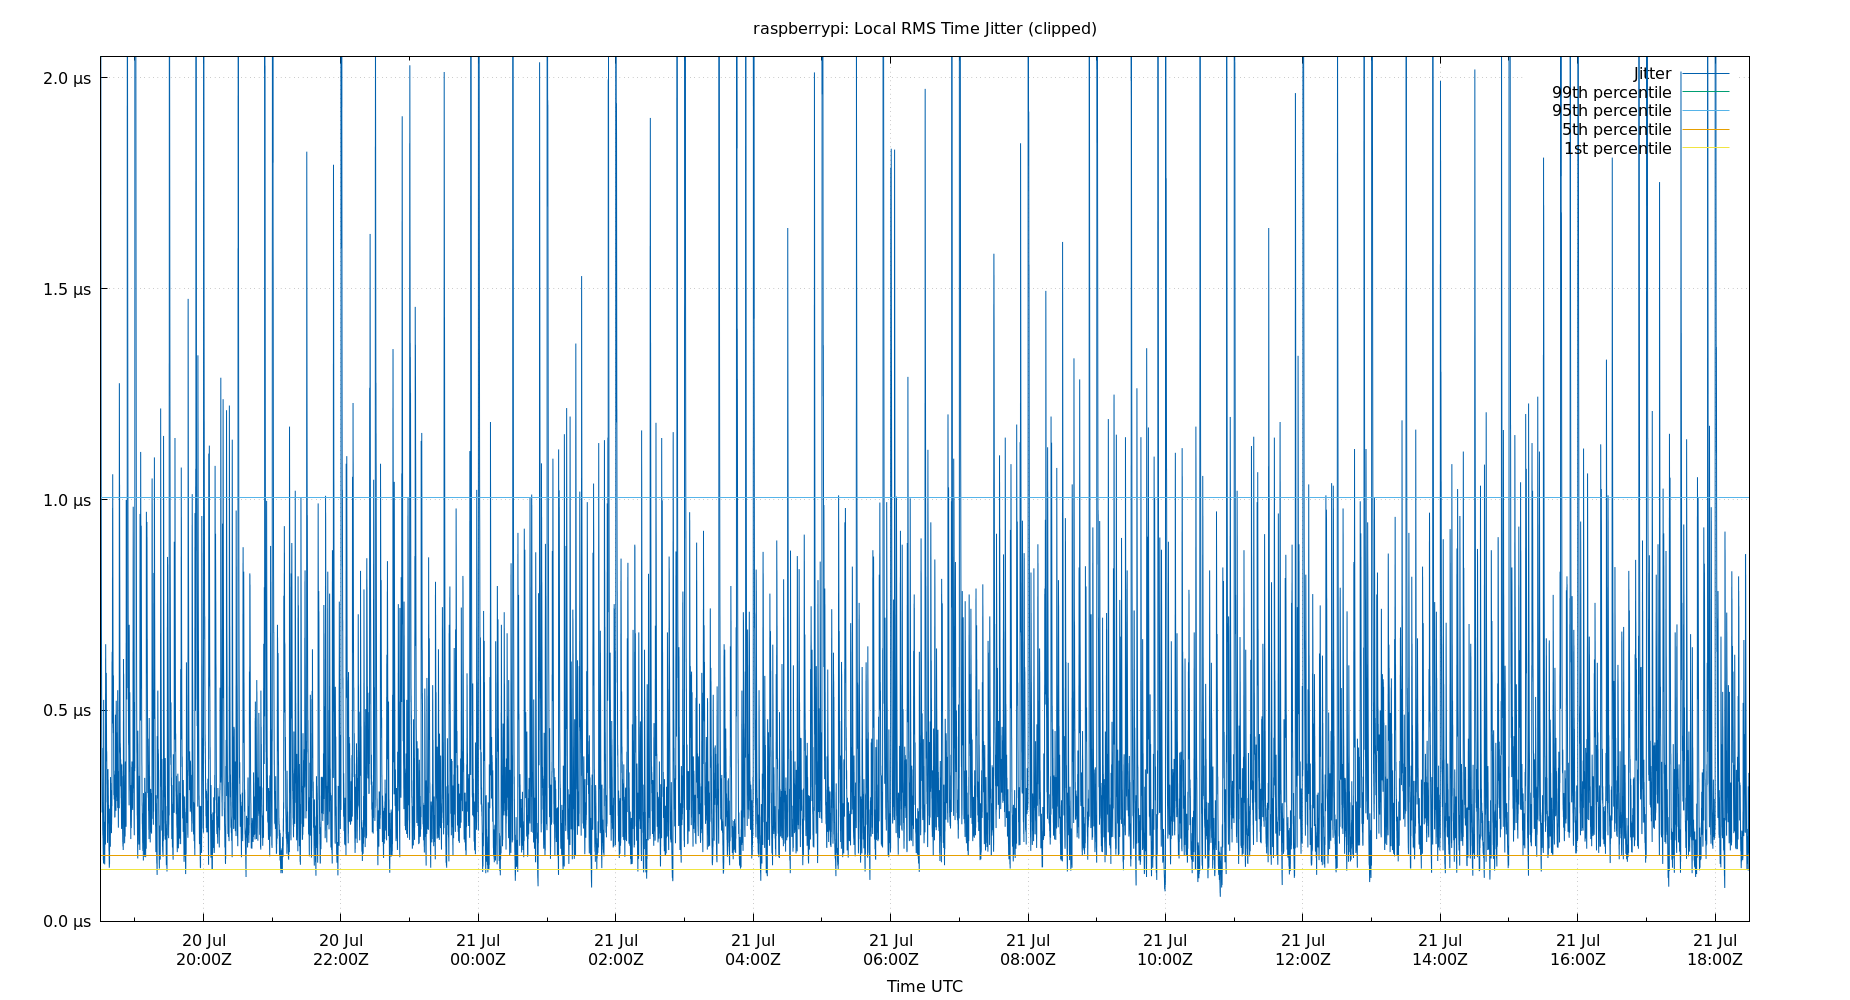 raspberrypi: Local RMS Time Jitter (clipped)
2.0 µs
1.5 µs
1.0 µs
0.5 µs
0.0 µs
Jitter
99th percentile
95th percentile
5th percentile
1st percentile
20 Jul 20 Jul 21 Jul 21 Jul 21 Jul 21 Jul 21 Jul 21 Jul 21 Jul 21 Jul 21 Jul 21 Jul
20:00Z 22:00Z 00:00Z 02:00Z 04:00Z 06:00Z 08:00Z 10:00Z 12:00Z 14:00Z 16:00Z 18:00Z
Time UTC